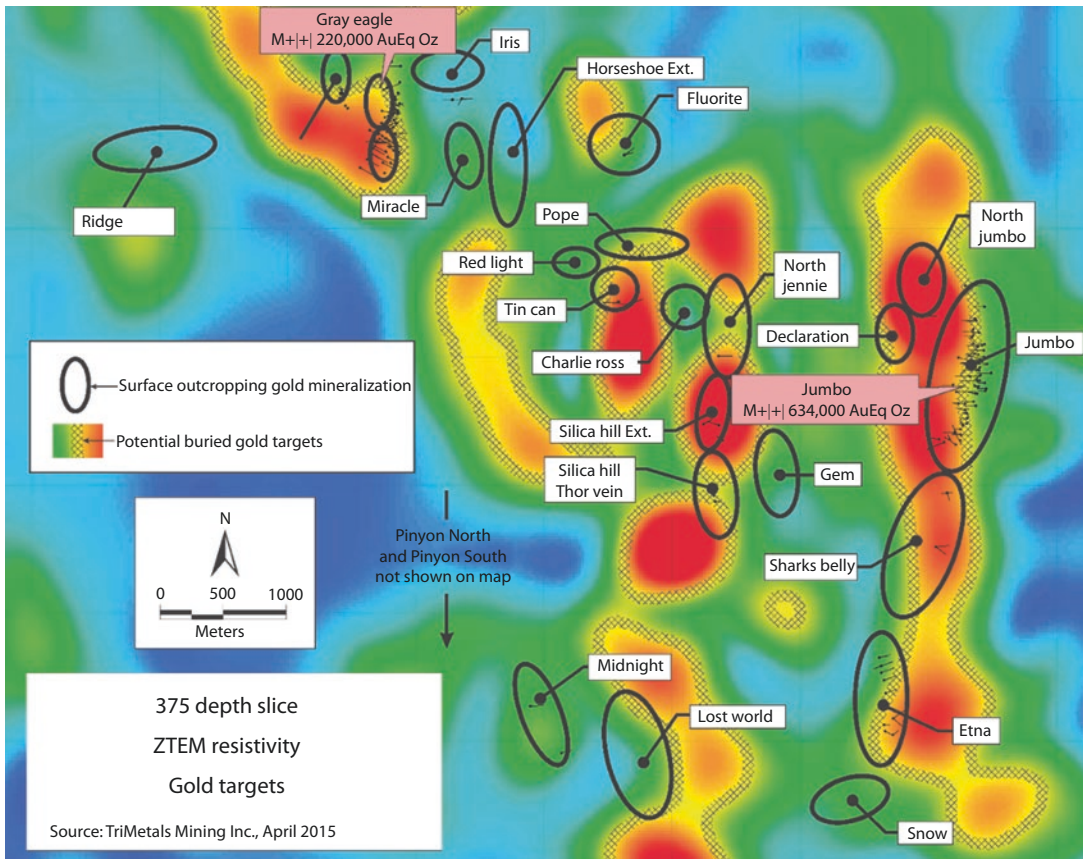 Gray eagle
M+|+| 220,000 AuEq Oz
Iris
Horseshoe Ext.
Fluorite
Ridge
Miracle
Pope
Red light
Tin can
North
jennie
North
jumbo
Charlie ross
Declaration
Jumbo
Jumbo
M+|+| 634,000 AuEq Oz
Surface outcropping gold mineralization
Potential buried gold targets
Silica hill Ext.
Silica hill
Thor vein
Gem
N
0 500 1000
Meters
Pinyon North
and Pinyon South
not shown on map
Sharks belly
Midnight
Lost world
Etna
Snow
375 depth slice
ZTEM resistivity
Gold targets
Source: TriMetals Mining Inc., April 2015